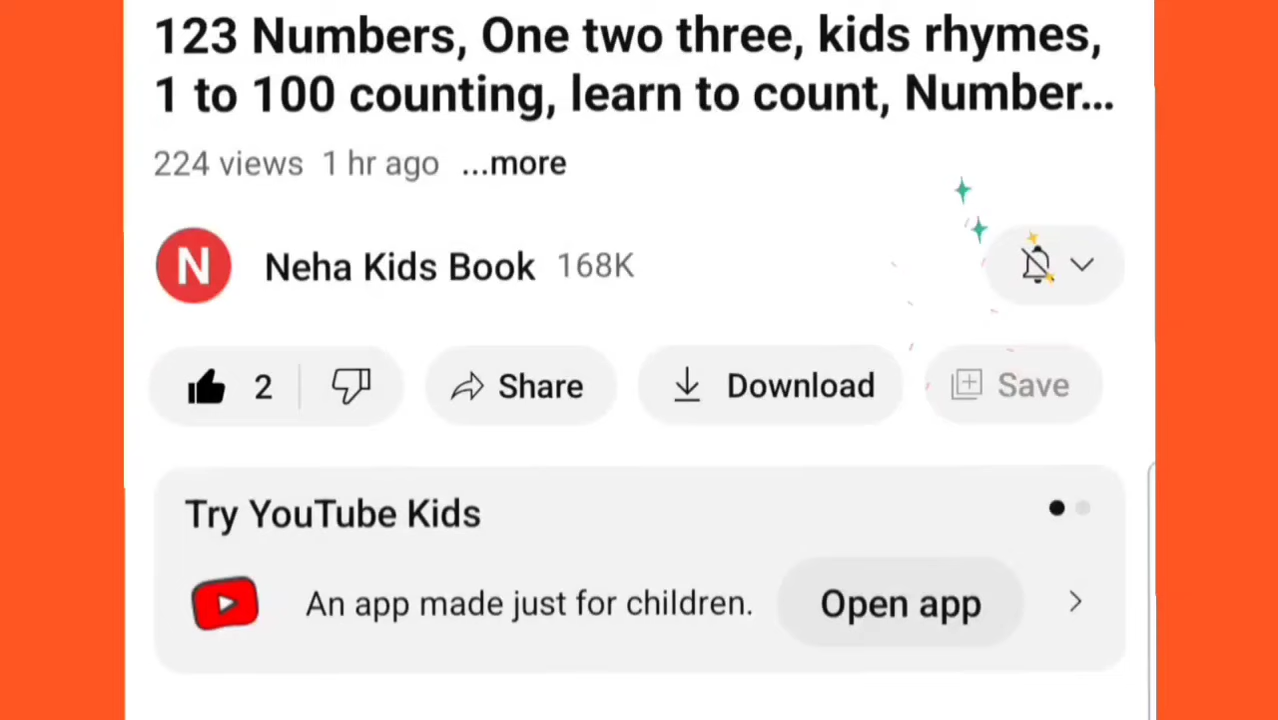 123 Numbers, One two three, kids rhymes,
1 to 100 counting, learn to count, Number...
224 views 1 hr ago ...more
N Neha Kids Book 168K
2 Share Download Save
Try YouTube Kids
An app made just for children. Open app